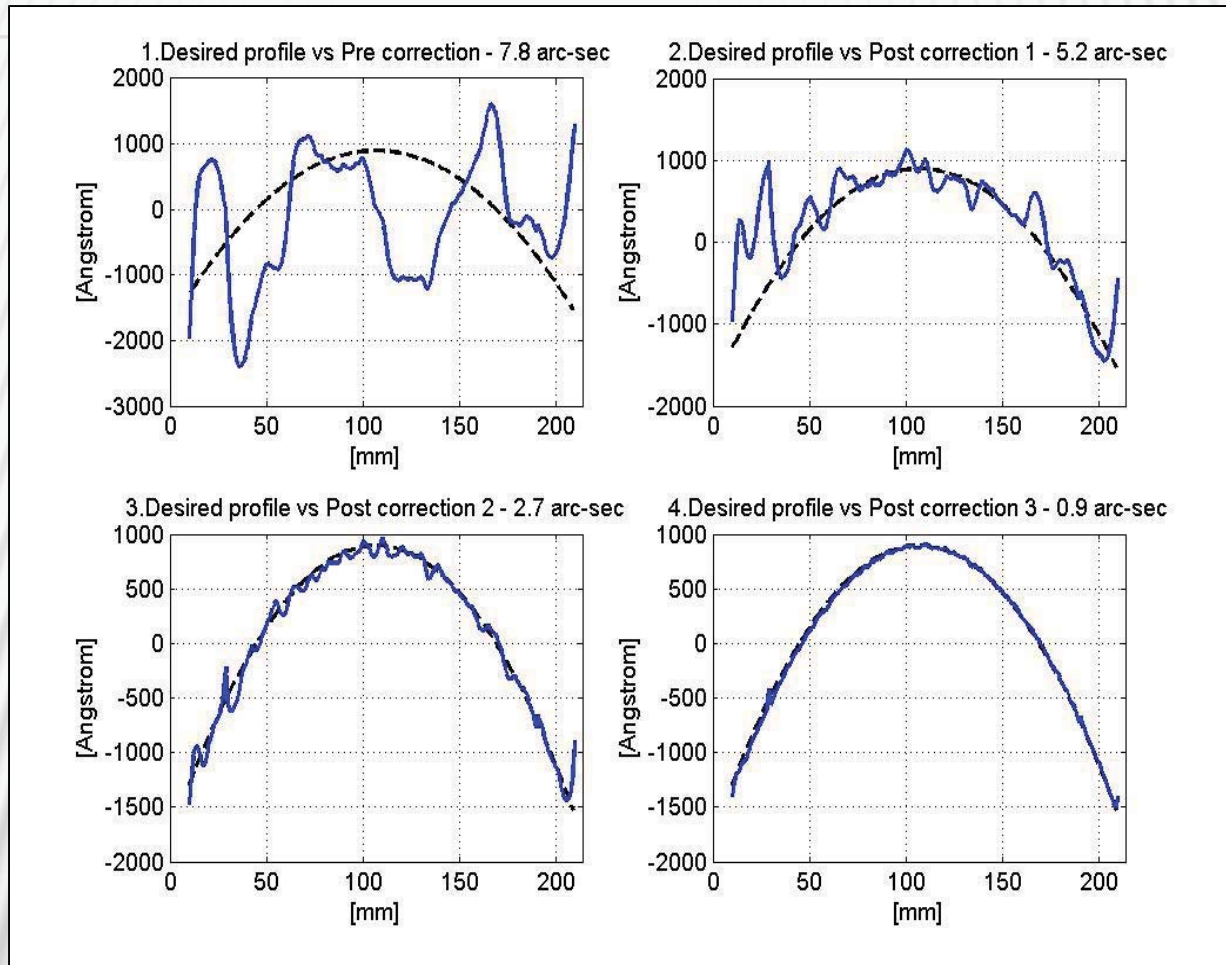 1.Desired profile vs Pre correction - 7.8 arc-sec
2000
1000
0
-1000
-2000
-3000
[Angstrom]
0 50 100 150 200
[mm]
2.Desired profile vs Post correction 1 - 5.2 arc-sec
2000
1000
0
-1000
-2000
[Angstrom]
0 50 100 150 200
[mm]
3.Desired profile vs Post correction 2 - 2.7 arc-sec
1000
500
0
-500
-1000
-1500
-2000
[Angstrom]
0 50 100 150 200
[mm]
4.Desired profile vs Post correction 3 - 0.9 arc-sec
1000
500
0
-500
-1000
-1500
-2000
[Angstrom]
0 50 100 150 200
[mm]